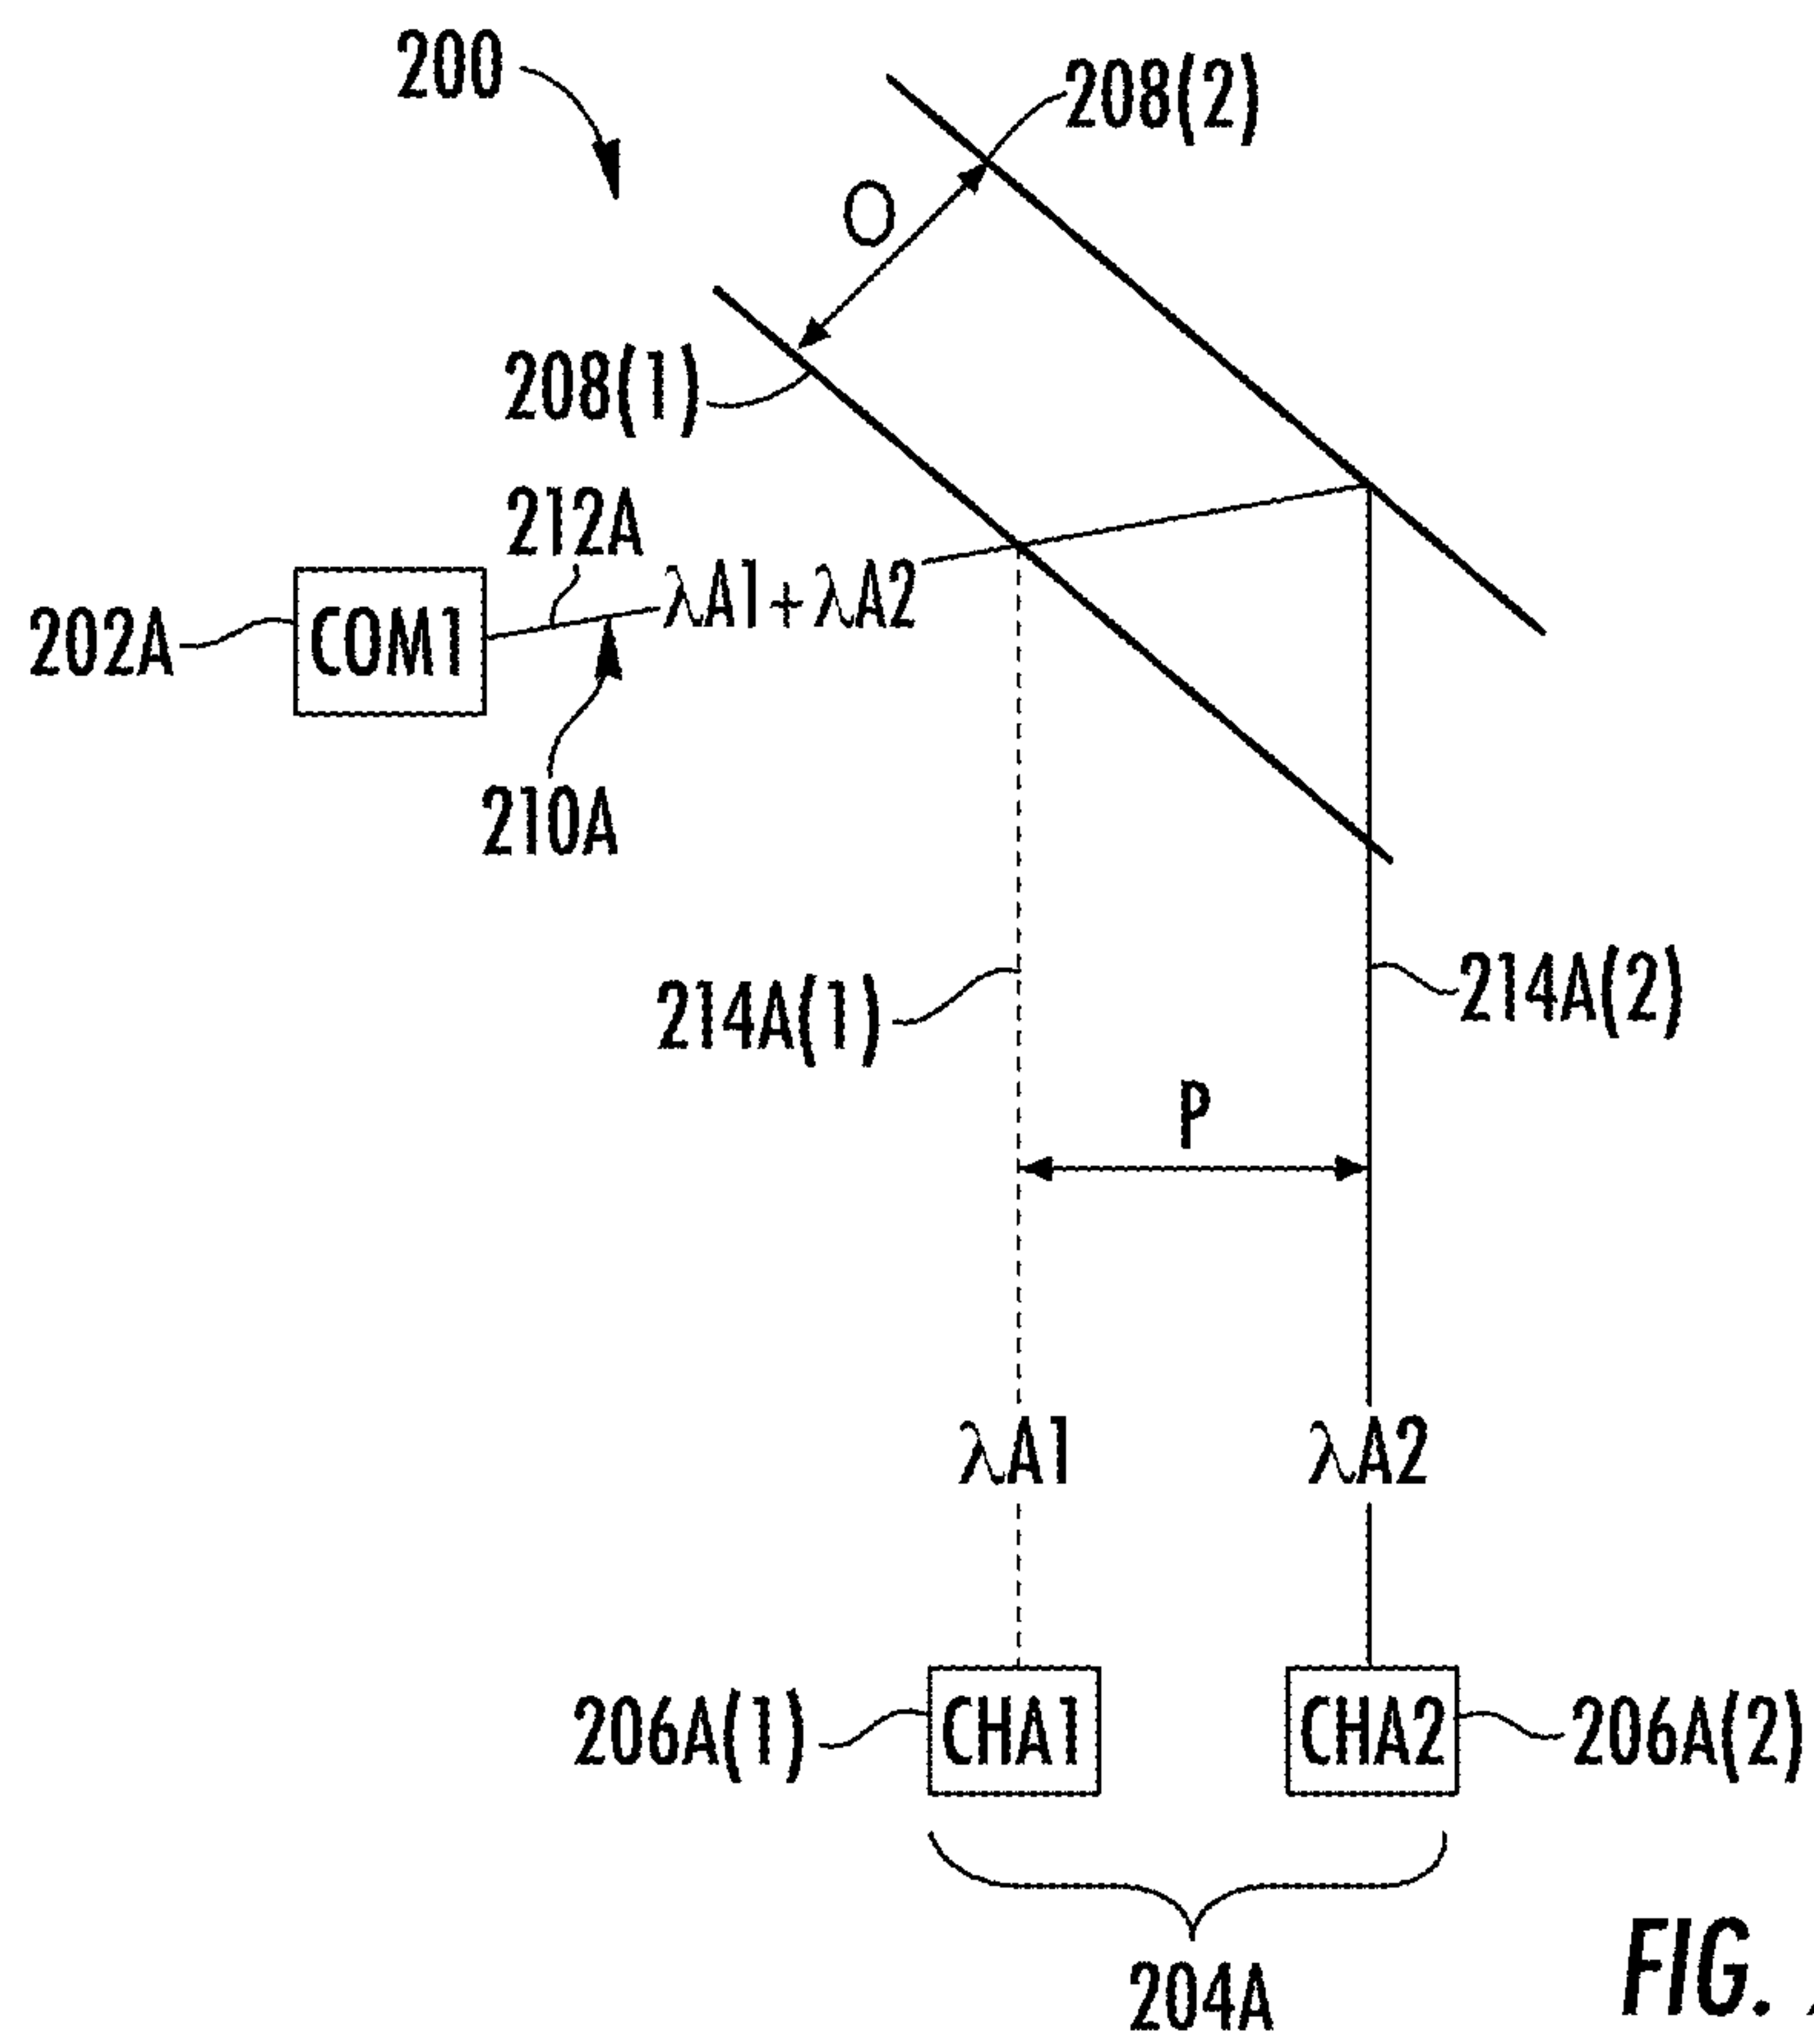 200
208(2)
O
208(1)
212A
λA1+λA2
202A
COM1
210A
214A(1)
214A(2)
P
λA1
λA2
206A(1)
CHA1
CHA2
206A(2)
204A
FIG.